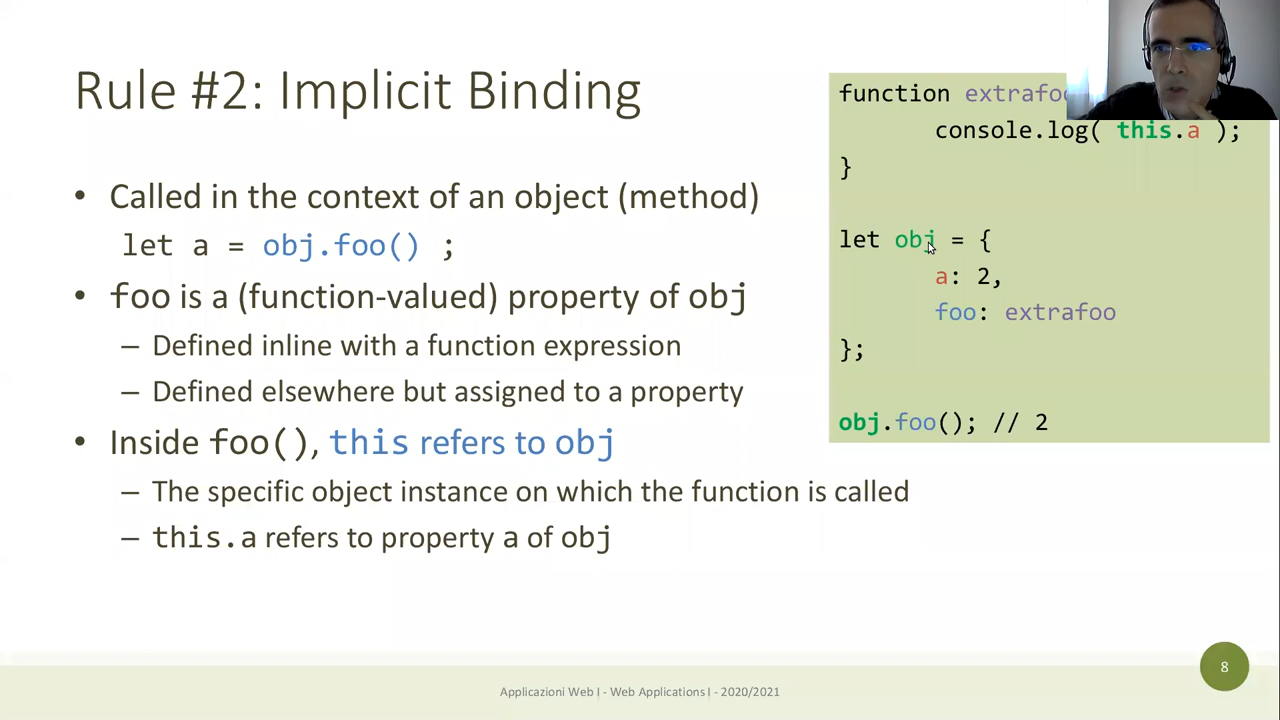 Rule #2: Implicit Binding
• Called in the context of an object (method)
let a = obj.foo() ;
• foo is a (function-valued) property of obj
– Defined inline with a function expression
– Defined elsewhere but assigned to a property
• Inside foo(), this refers to obj
– The specific object instance on which the function is called
– this.a refers to property a of obj
function
console.log( this.a );
}
let obj = {
a: 2,
foo: extrafoo
};
obj.foo(); // 2
Applicazioni Web I - Web Applications I - 2020/2021
8